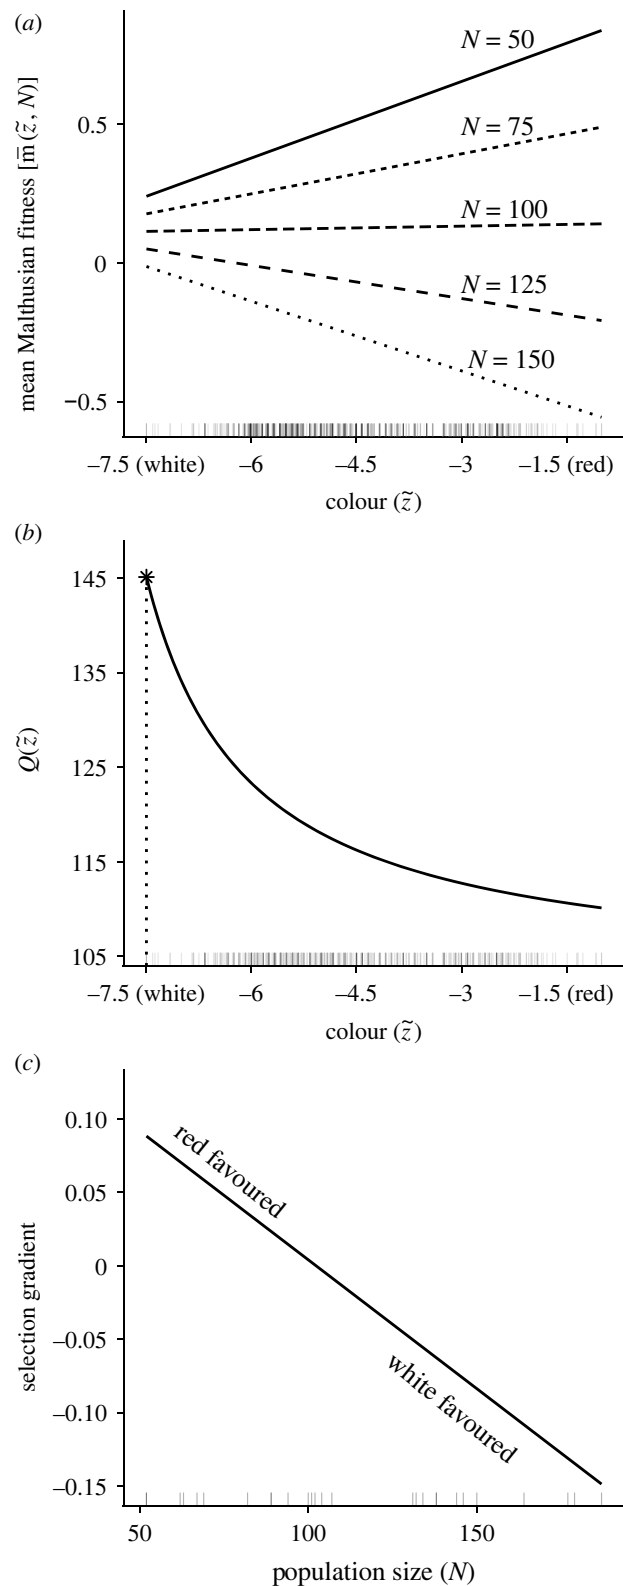 (a)
mean Malthusian fitness [m̄(z̃, N)]
0.5
0
−0.5
N = 50
N = 75
N = 100
N = 125
N = 150
–7.5 (white) –6 –4.5 –3 –1.5 (red)
colour (z̃)
(b)
Q(z̃)
145
135
125
115
105
–7.5 (white) –6 –4.5 –3 –1.5 (red)
colour (z̃)
(c)
selection gradient
0.10
0.05
0
–0.05
–0.10
–0.15
red favoured
white favoured
50 100 150
population size (N)